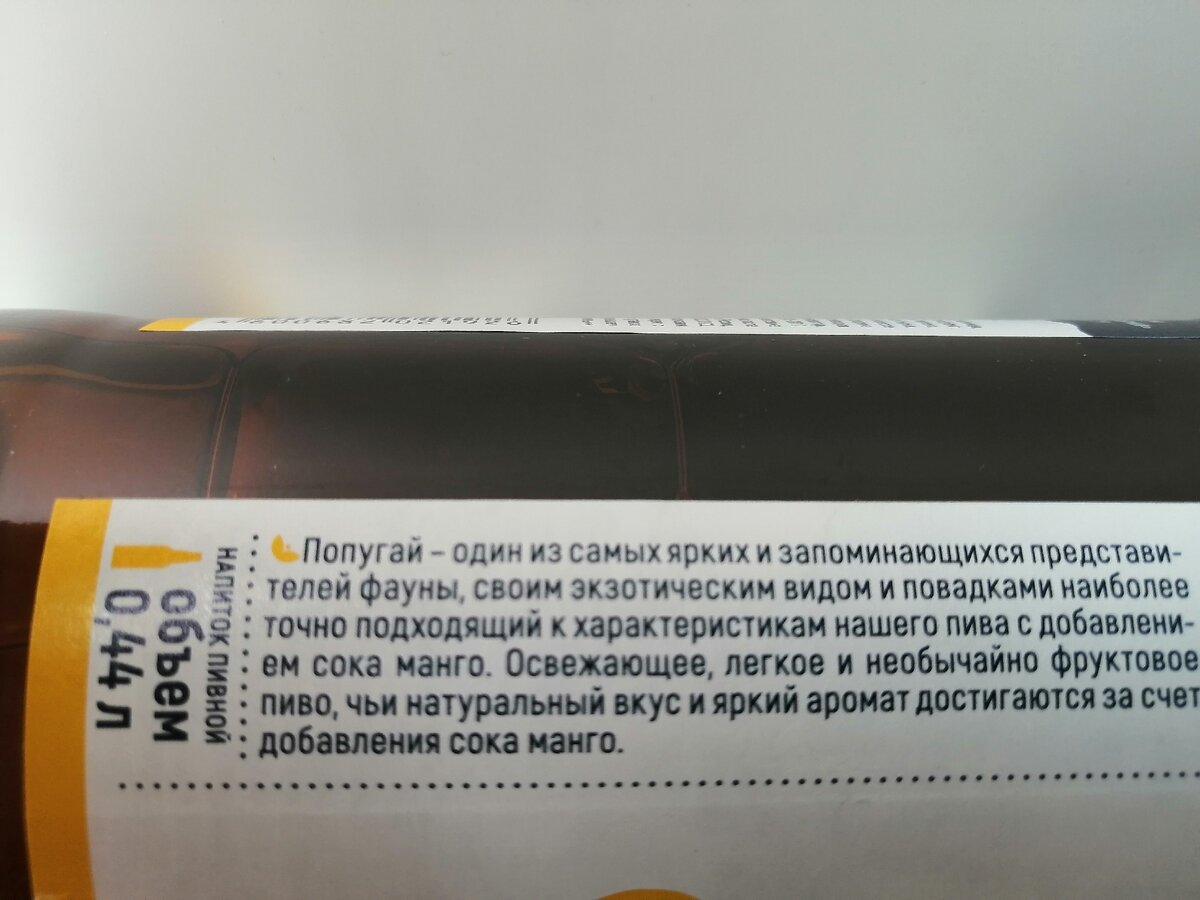 Попугай – один из самых ярких и запоминающихся представи-
телей фауны, своим экзотическим видом и повадками наиболее
точно подходящий к характеристикам нашего пива с добавлени-
ем сока манго. Освежающее, легкое и необычайно фруктовое
пиво, чьи натуральный вкус и яркий аромат достигаются за счет
добавления сока манго.
НАПИТОК ПИВНОЙ
объем
0,44 л